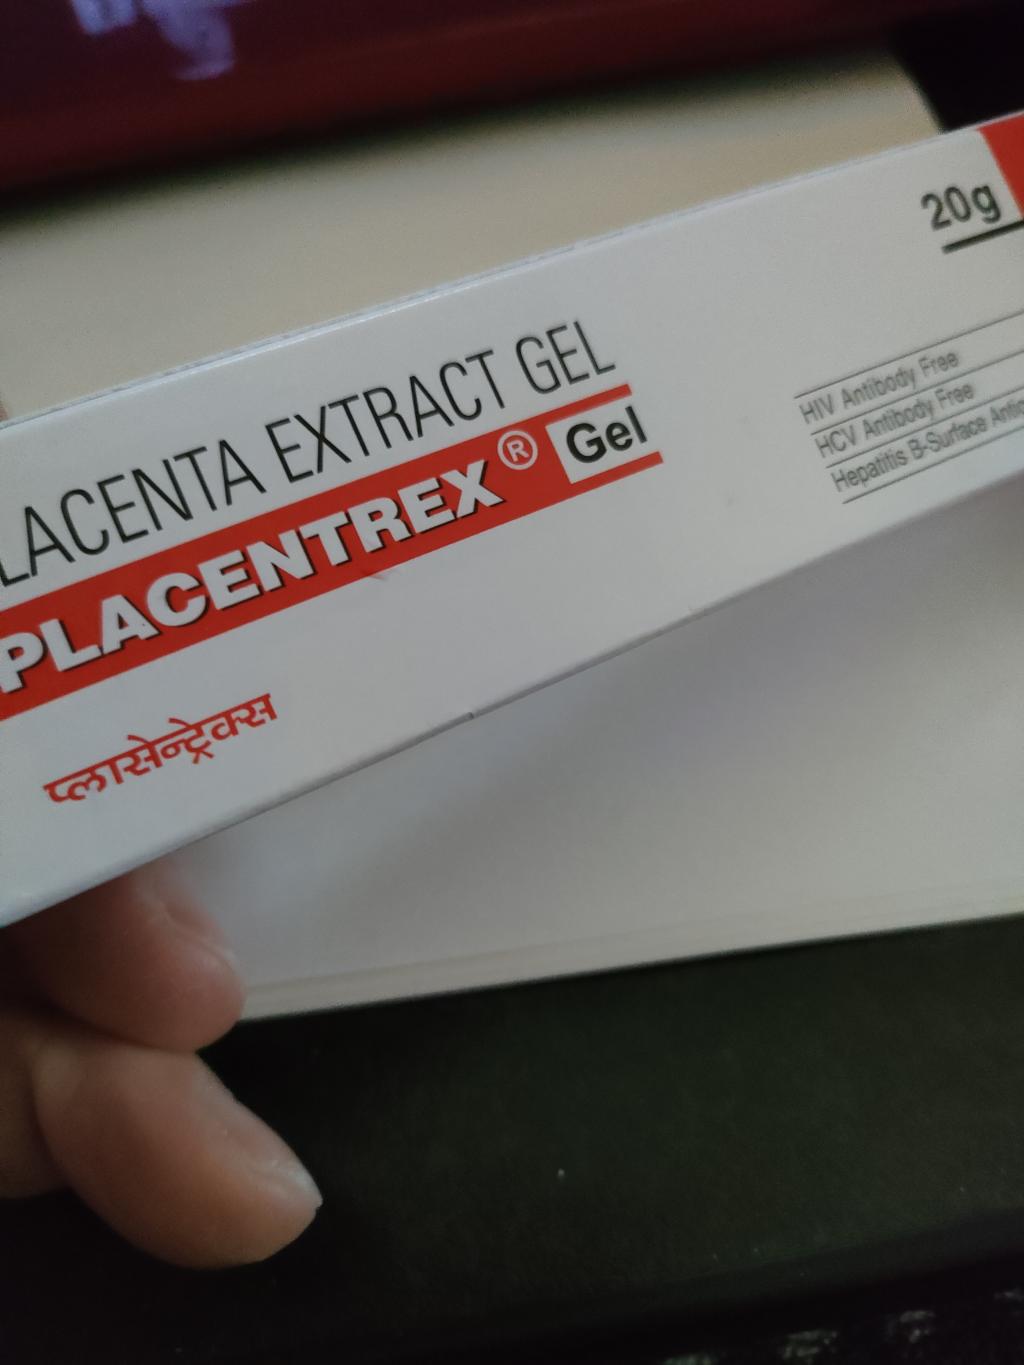 20g
LACENTA EXTRACT GEL
PLACENTREX® Gel
प्लासेन्ट्रेक्स
HIV Antibody Free
HCV Antibody Free
Hepatitis B-Surface